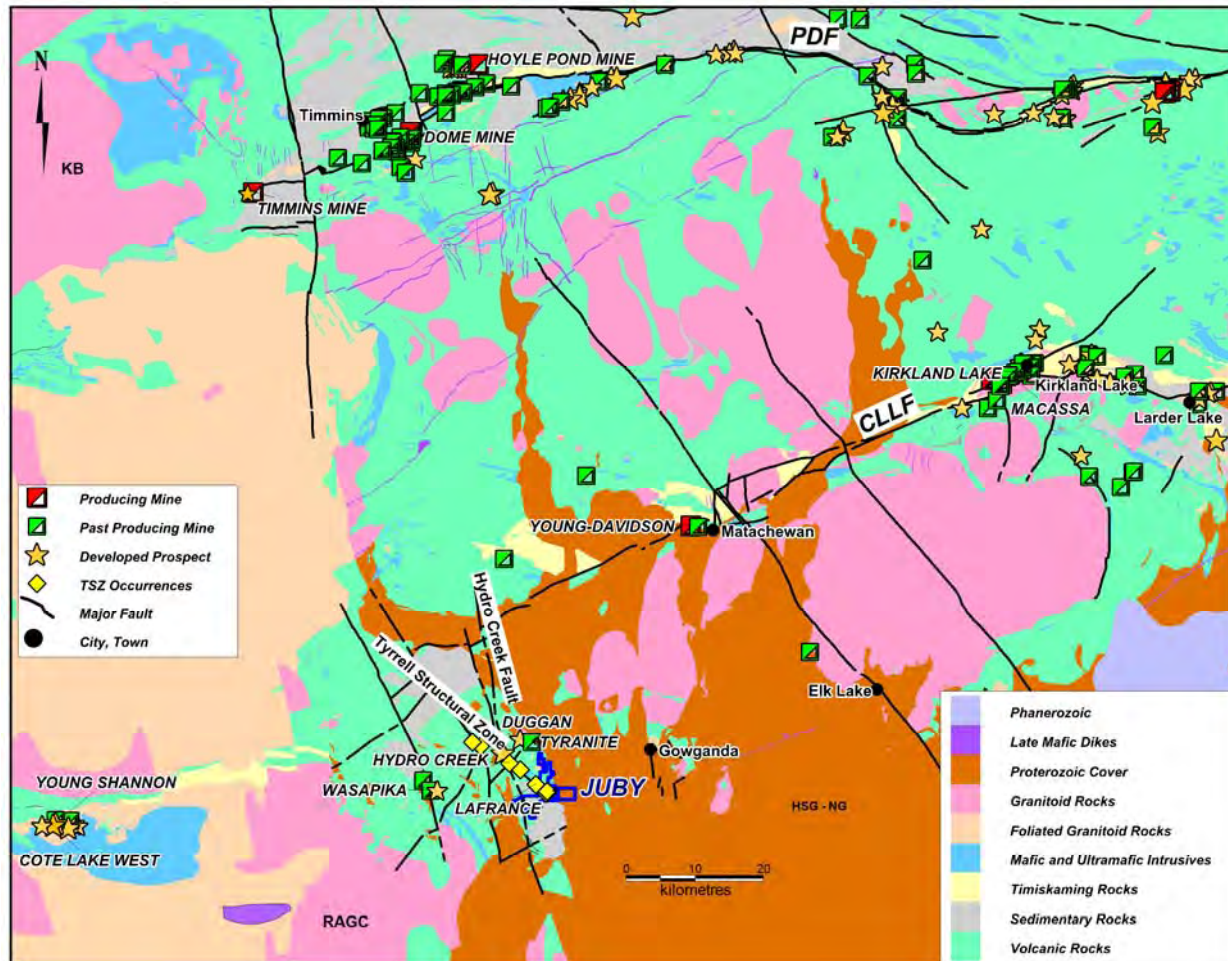 PDF
N
HOYLE POND MINE
Timmins
DOME MINE
KB
TIMMINS MINE
KIRKLAND LAKE
Kirkland Lake
CLLF
MACASSA
Larder Lake
Producing Mine
Past Producing Mine
Developed Prospect
TSZ Occurrences
Major Fault
City, Town
YOUNG-DAVIDSON
Matachewan
Hydro Creek Fault
Tyrrell Structural Zone
Elk Lake
DUGGAN
TYRANITE
Gowganda
HYDRO CREEK
YOUNG SHANNON
WASAPIKA
JUBY
LAFRANCE
HSG - NG
COTE LAKE WEST
0 10 20
kilometres
RAGC
Phanerozoic
Late Mafic Dikes
Proterozoic Cover
Granitoid Rocks
Foliated Granitoid Rocks
Mafic and Ultramafic Intrusives
Timiskaming Rocks
Sedimentary Rocks
Volcanic Rocks